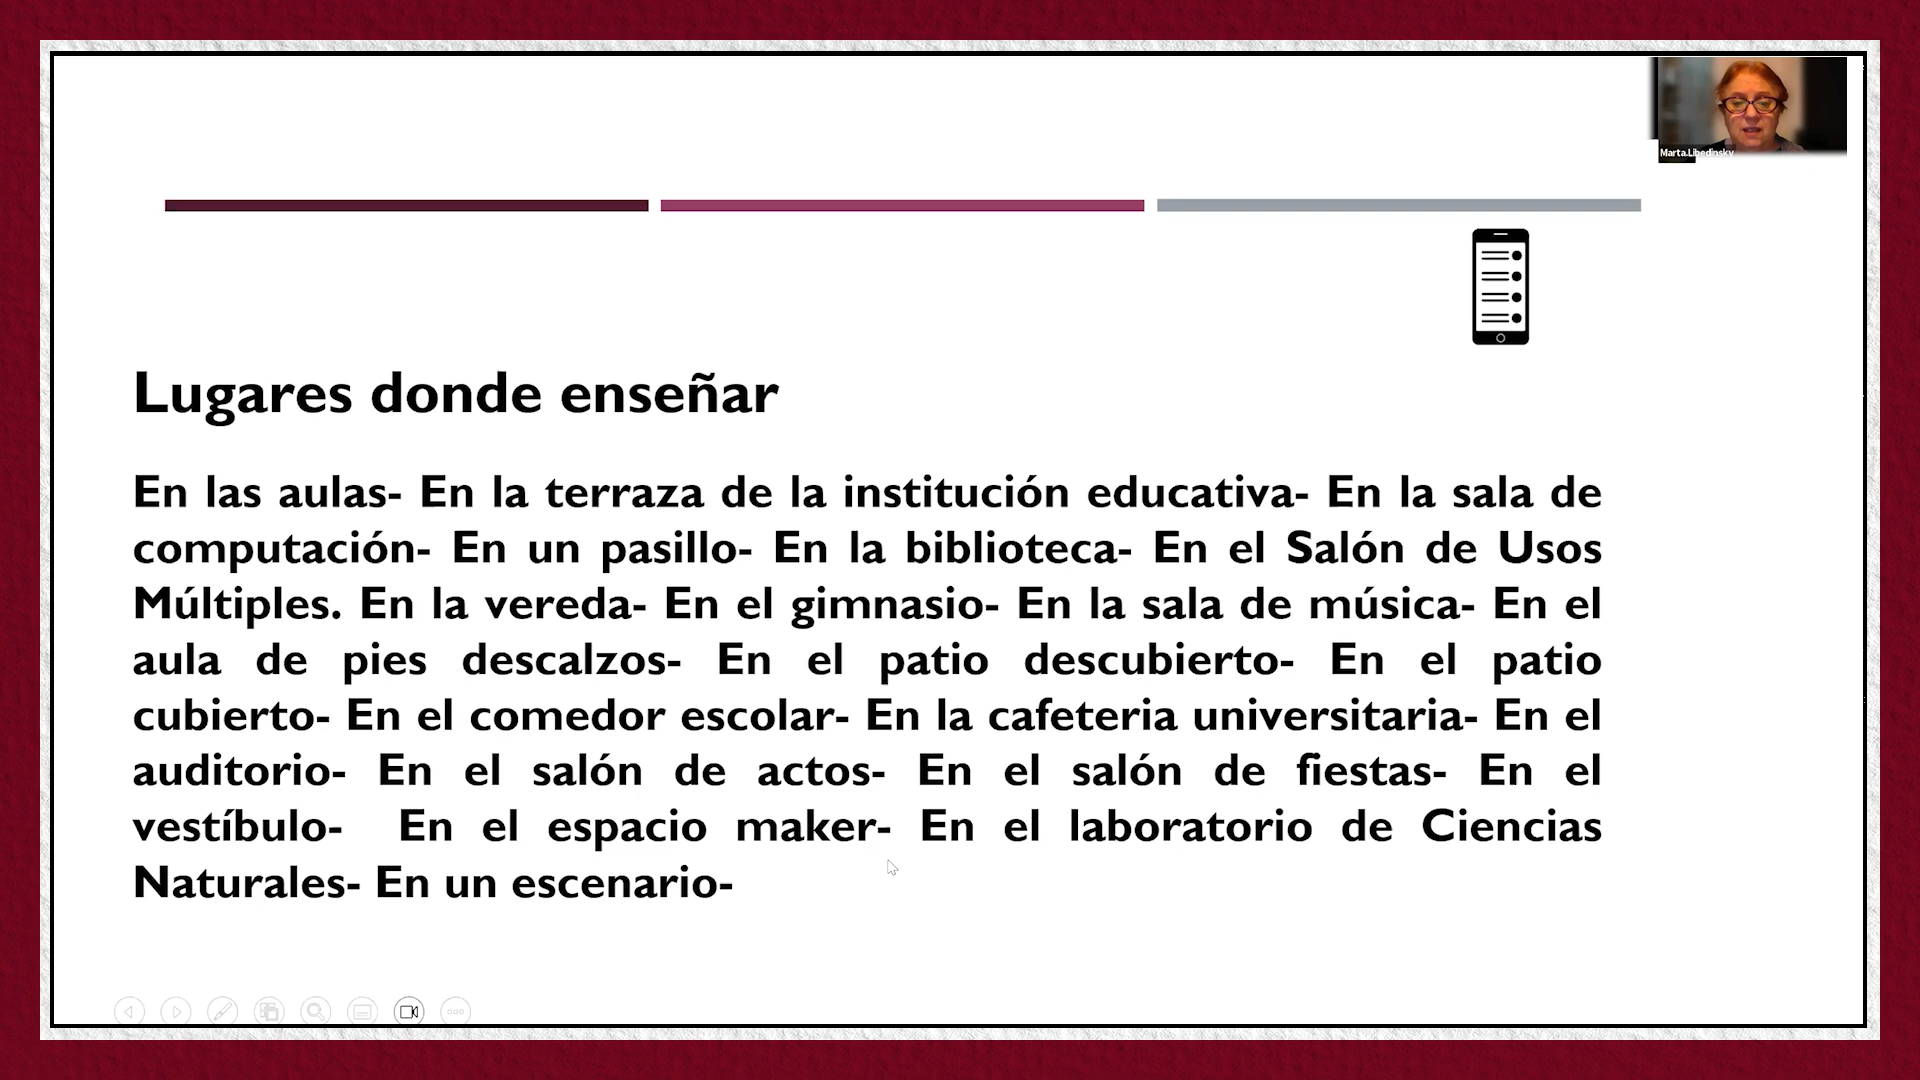 Marta.Libedinsky
Lugares donde enseñar
En las aulas- En la terraza de la institución educativa- En la sala de
computación- En un pasillo- En la biblioteca- En el Salón de Usos
Múltiples. En la vereda- En el gimnasio- En la sala de música- En el
aula de pies descalzos- En el patio descubierto- En el patio
cubierto- En el comedor escolar- En la cafeteria universitaria- En el
auditorio- En el salón de actos- En el salón de fiestas- En el
vestíbulo- En el espacio maker- En el laboratorio de Ciencias
Naturales- En un escenario-